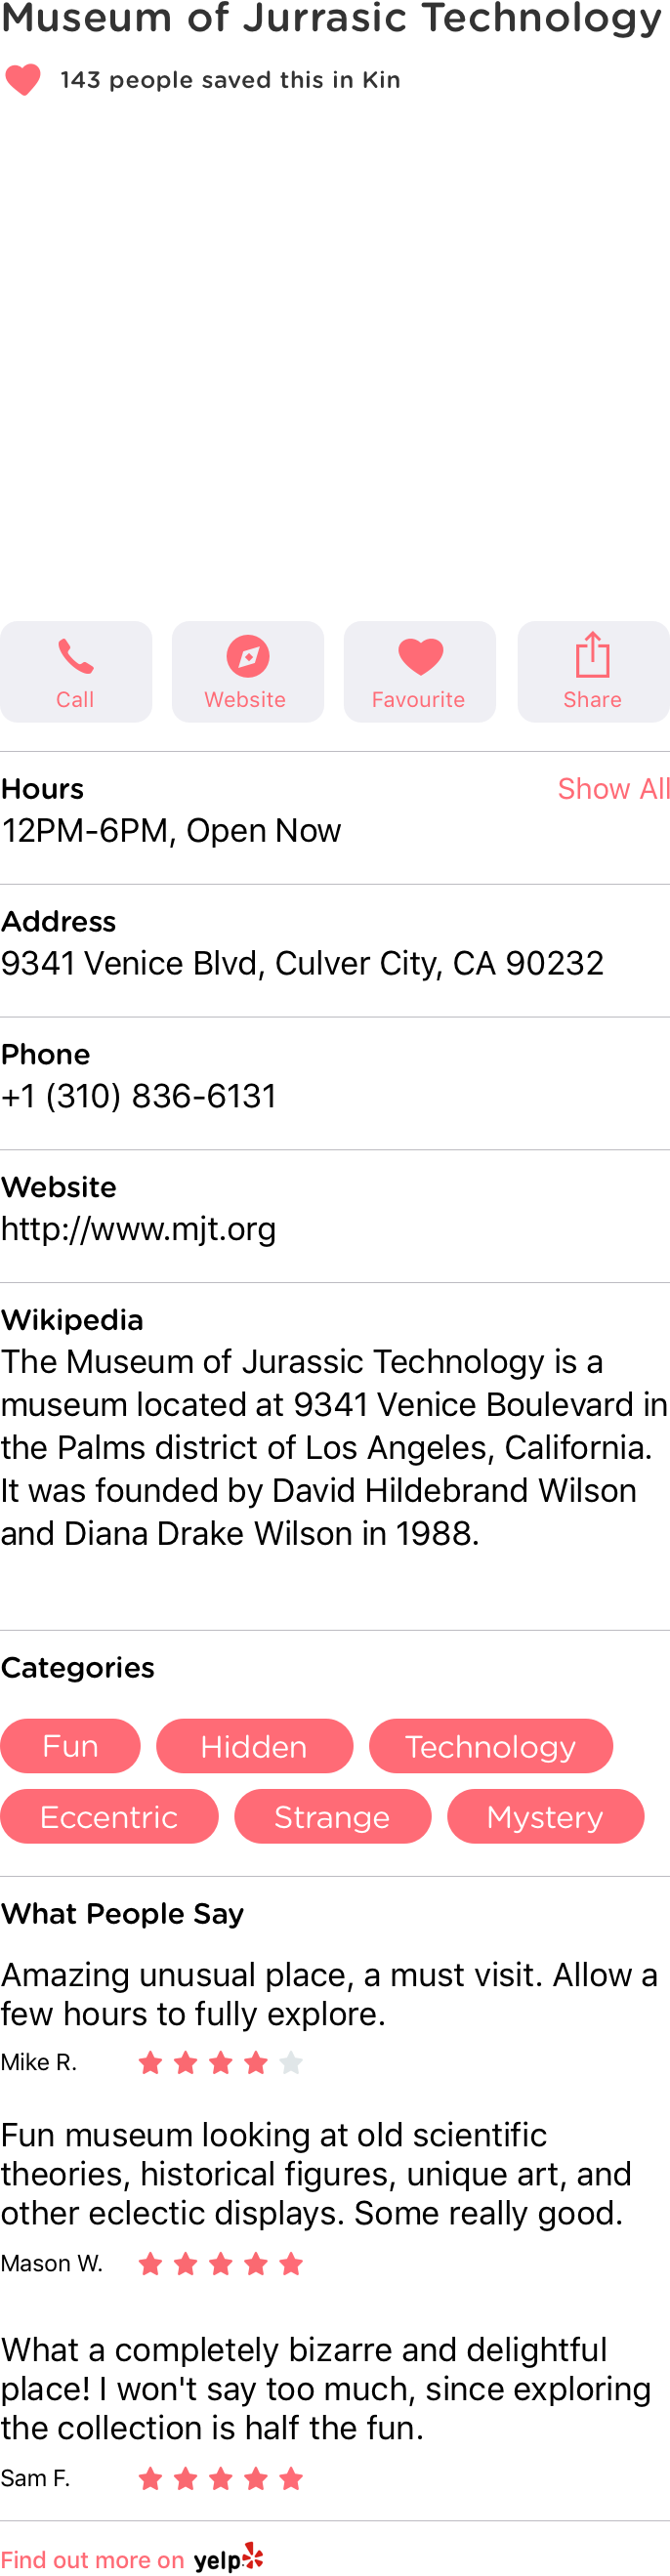 Museum of Jurrasic Technology
143 people saved this in Kin
Call
Website
Favourite
Share
Hours
Show All
12PM-6PM, Open Now
Address
9341 Venice Blvd, Culver City, CA 90232
Phone
+1 (310) 836-6131
Website
http://www.mjt.org
Wikipedia
The Museum of Jurassic Technology is a
museum located at 9341 Venice Boulevard in
the Palms district of Los Angeles, California.
It was founded by David Hildebrand Wilson
and Diana Drake Wilson in 1988.
Categories
Fun
Hidden
Technology
Eccentric
Strange
Mystery
What People Say
Amazing unusual place, a must visit. Allow a
few hours to fully explore.
Mike R.
Fun museum looking at old scientific
theories, historical figures, unique art, and
other eclectic displays. Some really good.
Mason W.
What a completely bizarre and delightful
place! I won't say too much, since exploring
the collection is half the fun.
Sam F.
Find out more on yelp